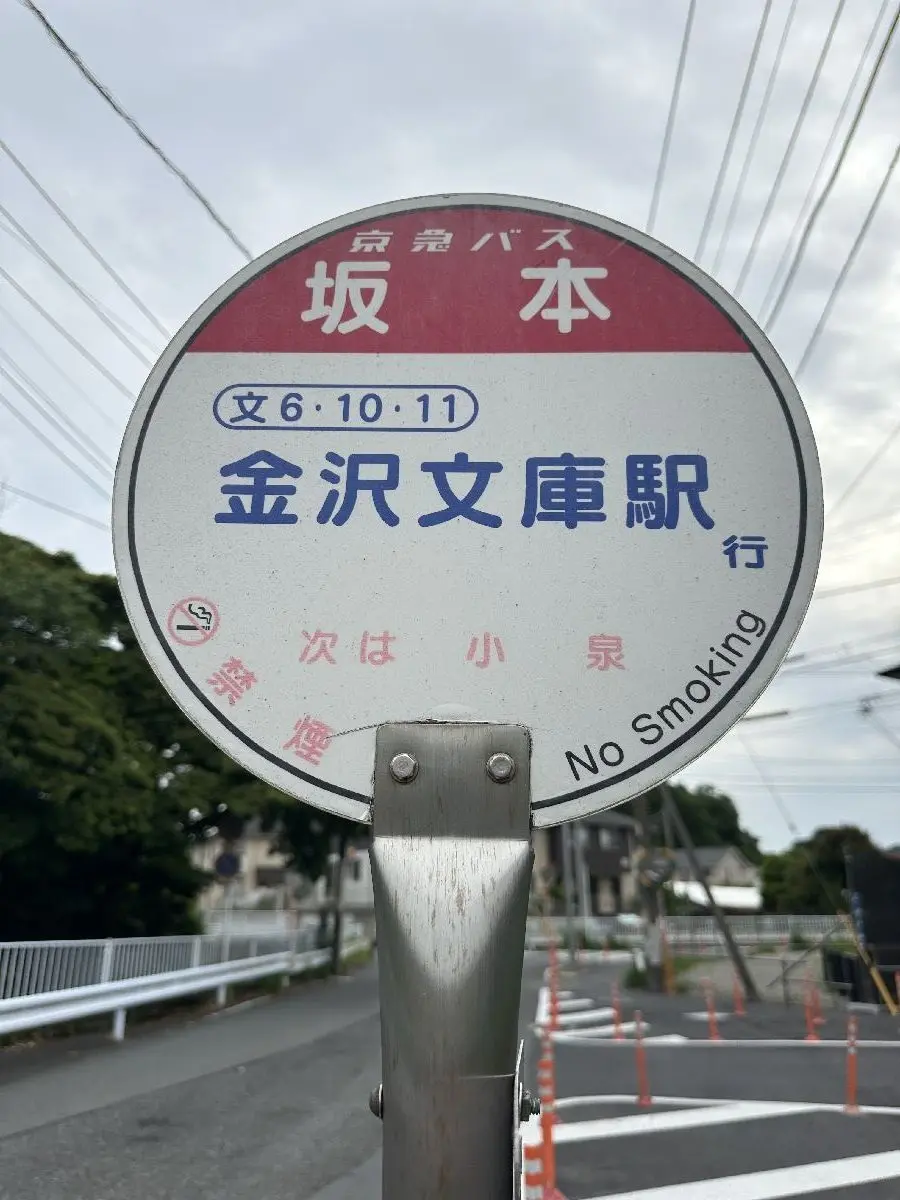 京急バス
坂本
文6·10·11
金沢文庫駅
行
次は 小泉
禁煙
No Smoking